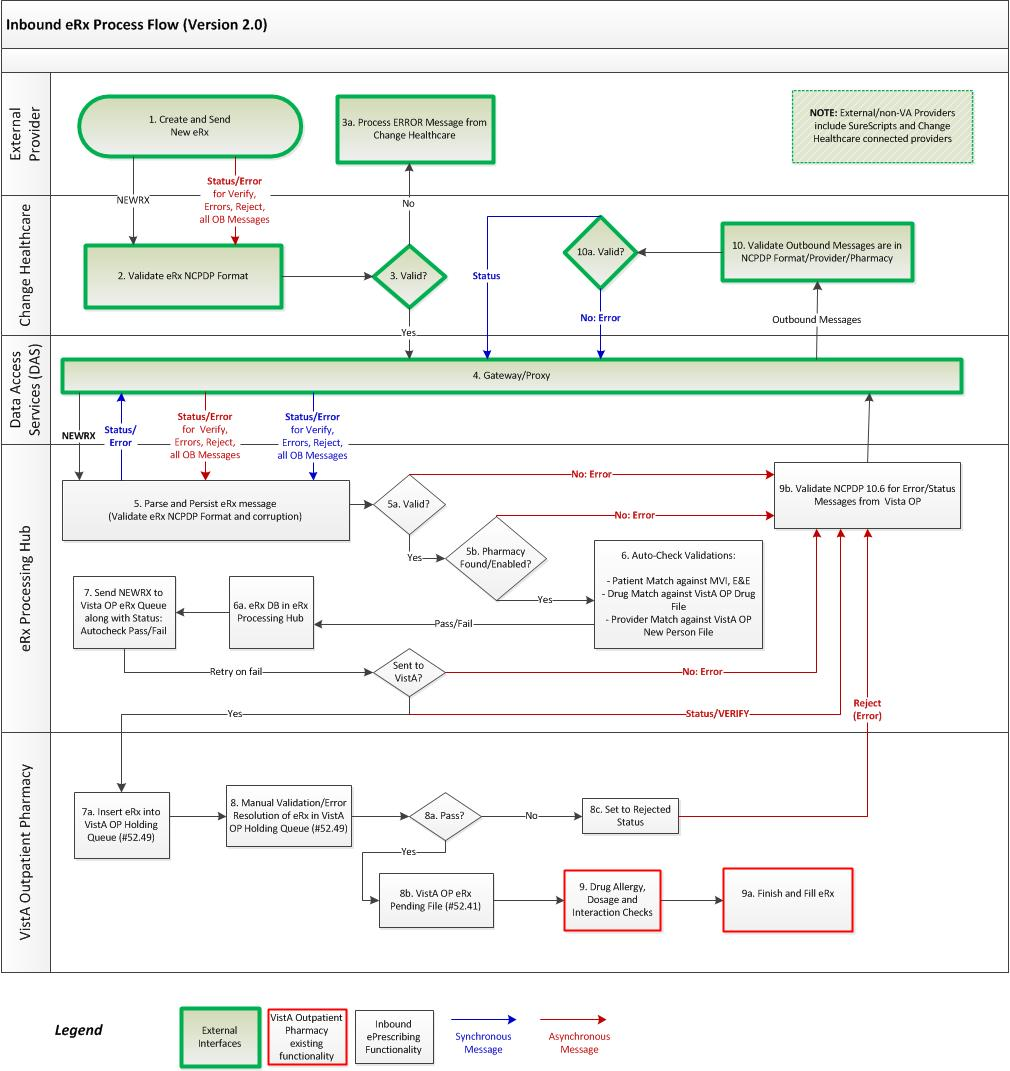 Inbound eRx Process Flow (Version 2.0)
External
Provider
1. Create and Send
New eRx
3a. Process ERROR Message from
Change Healthcare
NOTE: External/non-VA Providers
include SureScripts and Change
Healthcare connected providers
NEWRX
Status/Error
for Verify,
Errors, Reject,
all OB Messages
No
Change Healthcare
2. Validate eRx NCPDP Format
3. Valid?
10a. Valid?
10. Validate Outbound Messages are in
NCPDP Format/Provider/Pharmacy
Status
No: Error
Outbound Messages
Yes
Data Access
Services (DAS)
4. Gateway/Proxy
NEWRX
Status/
Error
Status/Error
for Verify,
Errors, Reject,
all OB Messages
Status/Error
for Verify,
Errors, Reject,
all OB Messages
eRx Processing Hub
5. Parse and Persist eRx message
(Validate eRx NCPDP Format and corruption)
5a. Valid?
No: Error
9b. Validate NCPDP 10.6 for Error/Status
Messages from Vista OP
No: Error
Yes
5b. Pharmacy
Found/Enabled?
Yes
6. Auto-Check Validations:
- Patient Match against MVI, E&E
- Drug Match against VistA OP Drug
File
- Provider Match against VistA OP
New Person File
7. Send NEWRX to
Vista OP eRx Queue
along with Status:
Autocheck Pass/Fail
6a. eRx DB in eRx
Processing Hub
Pass/Fail
Retry on fail
Sent to
VistA?
No: Error
Yes
Status/VERIFY
Reject
(Error)
VistA Outpatient Pharmacy
7a. Insert eRx into
VistA OP Holding
Queue (#52.49)
8. Manual Validation/Error
Resolution of eRx in VistA
OP Holding Queue (#52.49)
8a. Pass?
No
8c. Set to Rejected
Status
Yes
8b. VistA OP eRx
Pending File (#52.41)
9. Drug Allergy,
Dosage and
Interaction Checks
9a. Finish and Fill eRx
Legend
External
Interfaces
VistA Outpatient
Pharmacy
existing
functionality
Inbound
ePrescribing
Functionality
Synchronous
Message
Asynchronous
Message